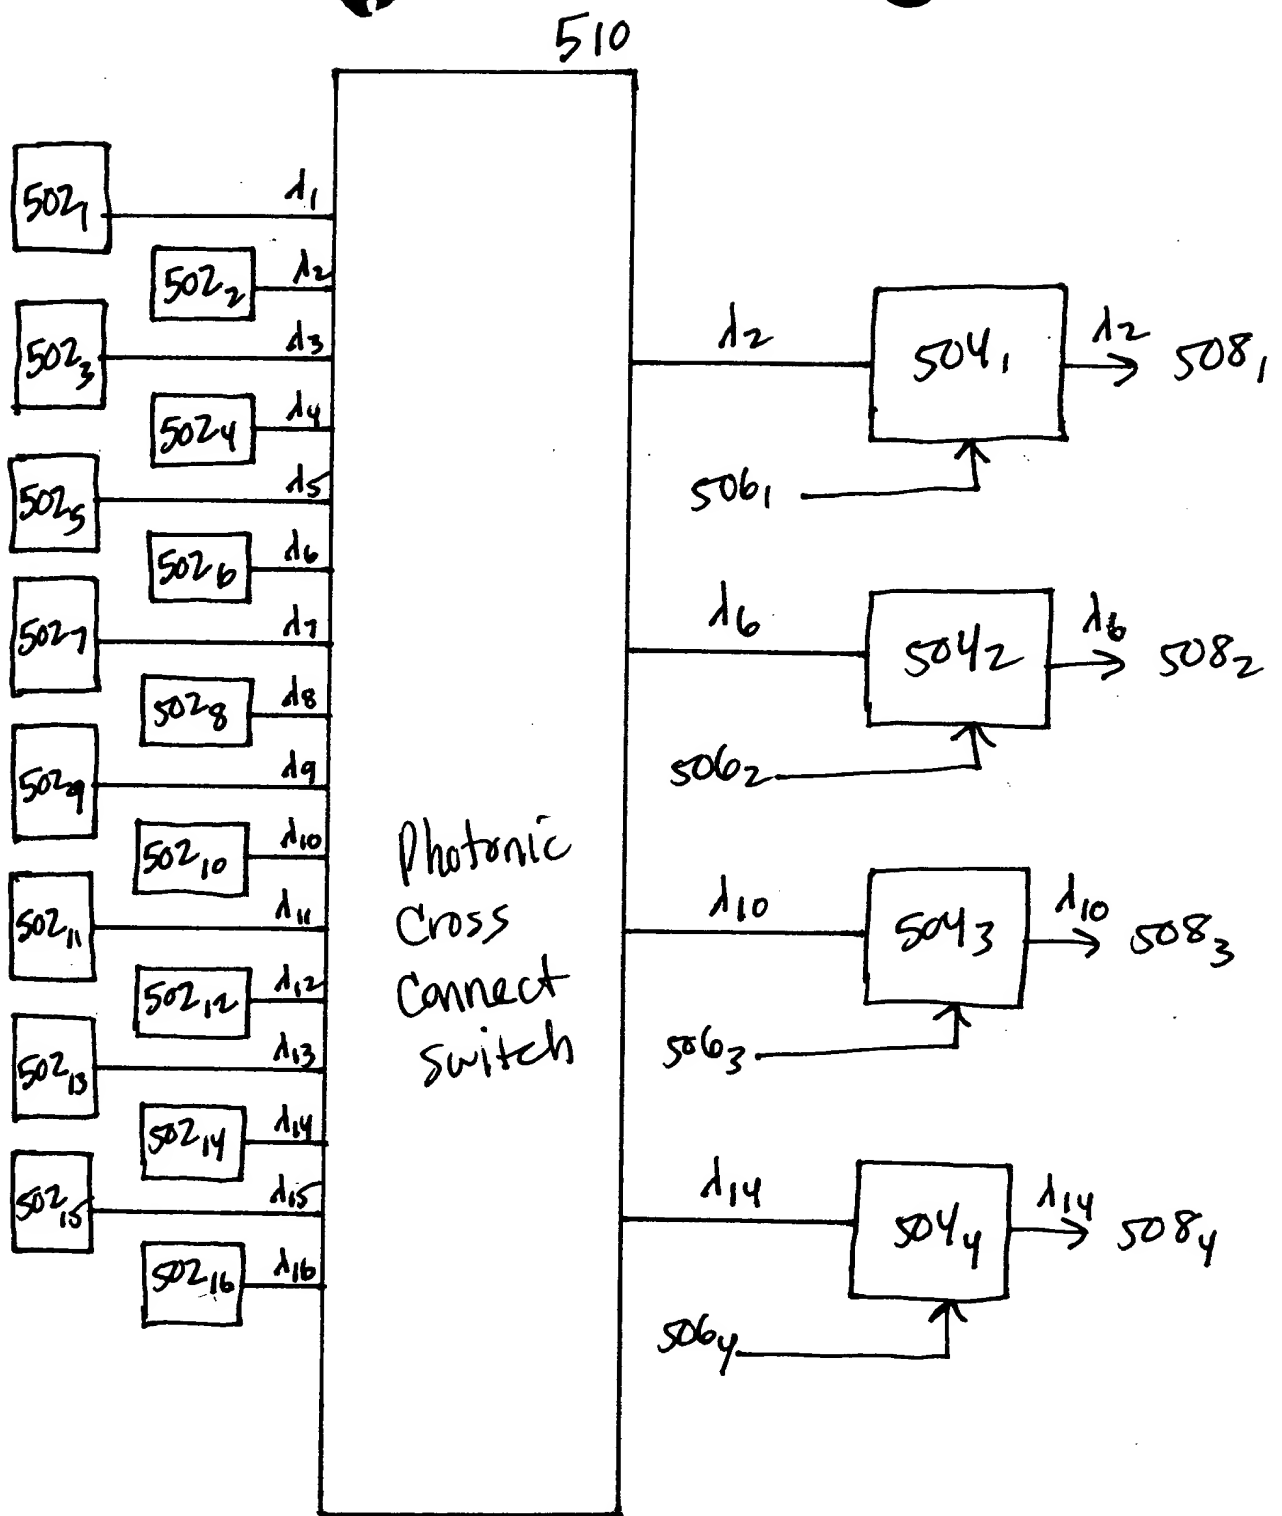 510
502₁ λ₁
502₂ λ₂
502₃ λ₃
502₄ λ₄
502₅ λ₅
502₆ λ₆
502₇ λ₇
502₈ λ₈
502₉ λ₉
502₁₀ λ₁₀
502₁₁ λ₁₁
502₁₂ λ₁₂
502₁₃ λ₁₃
502₁₄ λ₁₄
502₁₅ λ₁₅
502₁₆ λ₁₆
Photonic
Cross
Connect
Switch
λ₂ 504₁ λ₂ 508₁
506₁
λ₆ 504₂ λ₆ 508₂
506₂
λ₁₀ 504₃ λ₁₀ 508₃
506₃
λ₁₄ 504₄ λ₁₄ 508₄
506₄